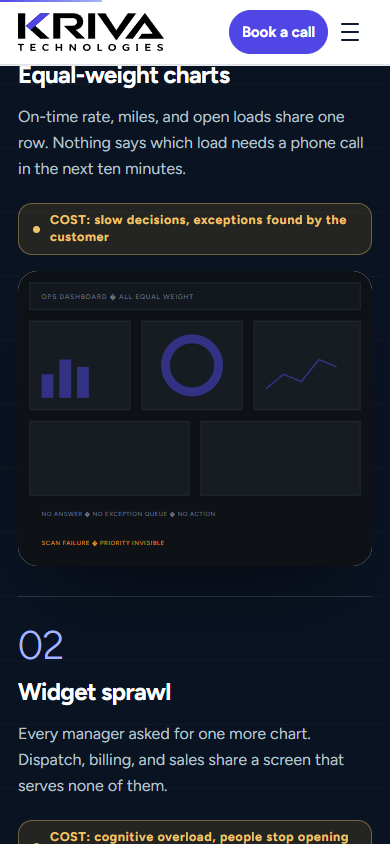 KRIVA
TECHNOLOGIES
Book a call
Equal-weight charts
On-time rate, miles, and open loads share one
row. Nothing says which load needs a phone call
in the next ten minutes.
COST: slow decisions, exceptions found by the
customer
OPS DASHBOARD � ALL EQUAL WEIGHT
NO ANSWER � NO EXCEPTION QUEUE � NO ACTION
SCAN FAILURE � PRIORITY INVISIBLE
02
Widget sprawl
Every manager asked for one more chart.
Dispatch, billing, and sales share a screen that
serves none of them.
COST: cognitive overload, people stop opening